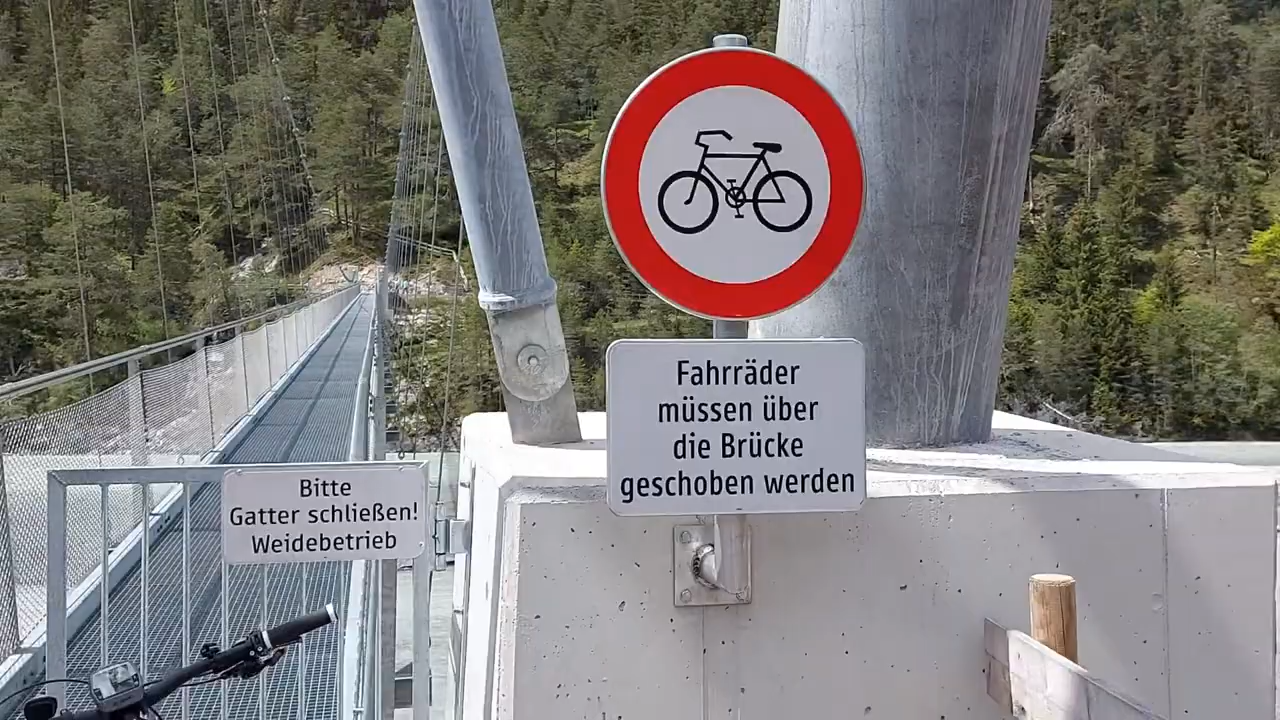 Fahrräder
müssen über
die Brücke
geschoben werden
Bitte
Gatter schließen!
Weidebetrieb